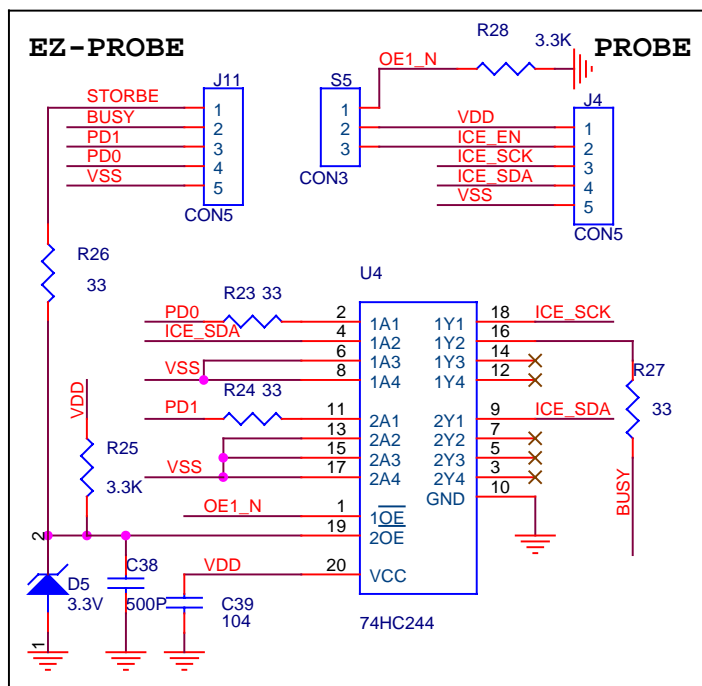 EZ-PROBE
PROBE
R28
3.3K
OE1_N
J11
S5
J4
STORBE
1
BUSY
2
PD1
3
PD0
4
VSS
5
CON5
1
2
3
CON3
VDD
1
ICE_EN
2
ICE_SCK
3
ICE_SDA
4
VSS
5
CON5
R26
33
U4
R23 33
PD0
2
1A1
1Y1
18
ICE_SCK
ICE_SDA
4
1A2
1Y2
16
6
1A3
1Y3
14
VSS
8
1A4
1Y4
12
R27
33
BUSY
R24 33
PD1
11
2A1
2Y1
9
ICE_SDA
13
2A2
2Y2
7
15
2A3
2Y3
5
VSS
17
2A4
2Y4
3
GND
10
VDD
R25
3.3K
OE1_N
1
1OE
19
2OE
VDD
20
VCC
74HC244
2
D5
3.3V
1
C38
500P
C39
104